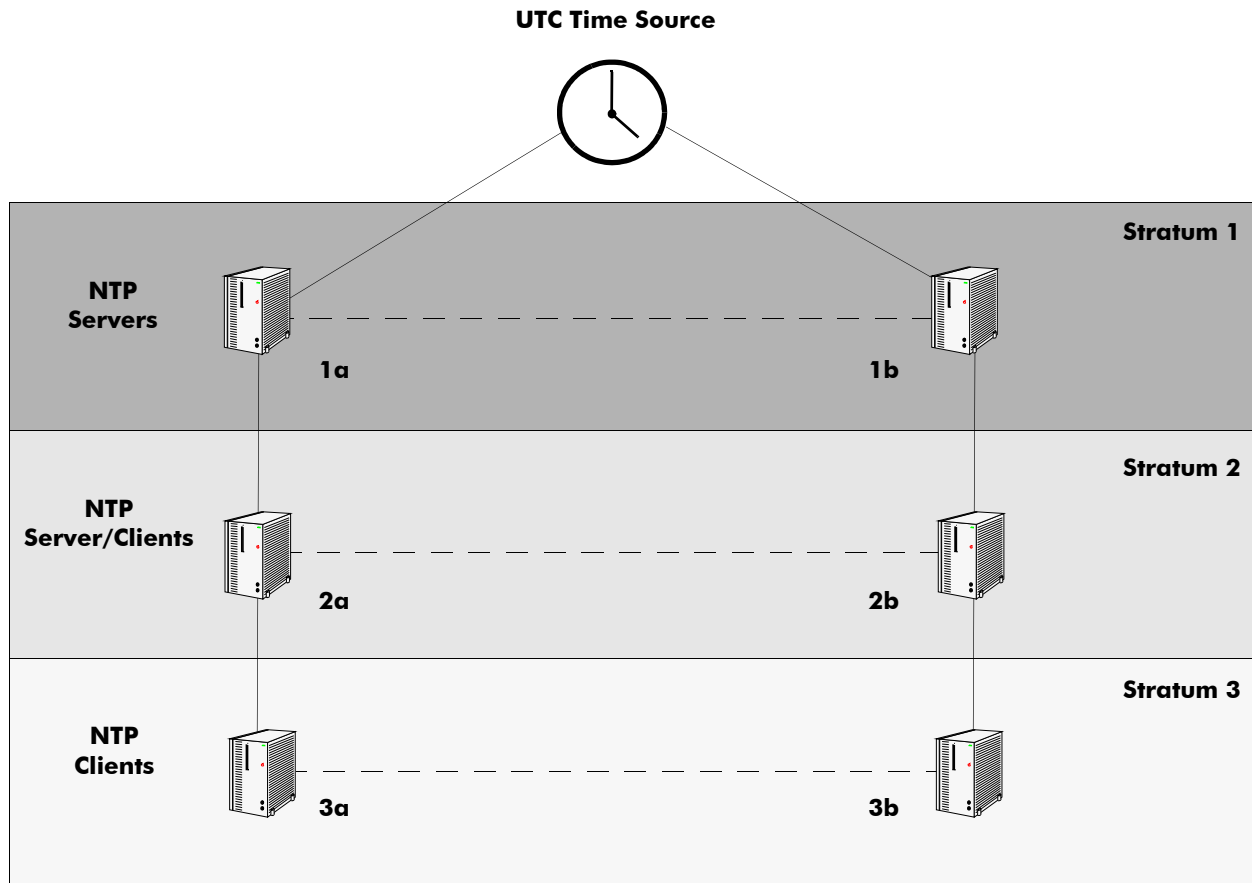 UTC Time Source
Stratum 1
NTP
Servers
1a
1b
Stratum 2
NTP
Server/Clients
2a
2b
Stratum 3
NTP
Clients
3a
3b